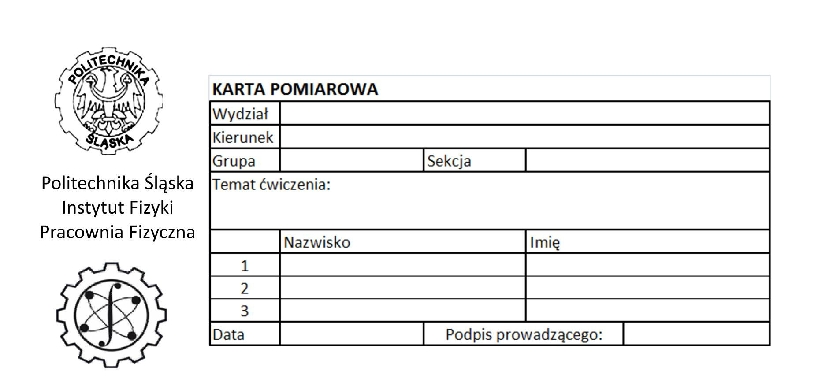 POLITECHNIKA
ŚLĄSKA
Politechnika Śląska
Instytut Fizyki
Pracownia Fizyczna
KARTA POMIAROWA
Wydział
Kierunek
Grupa Sekcja
Temat ćwiczenia:
Nazwisko Imię
1
2
3
Data Podpis prowadzącego: